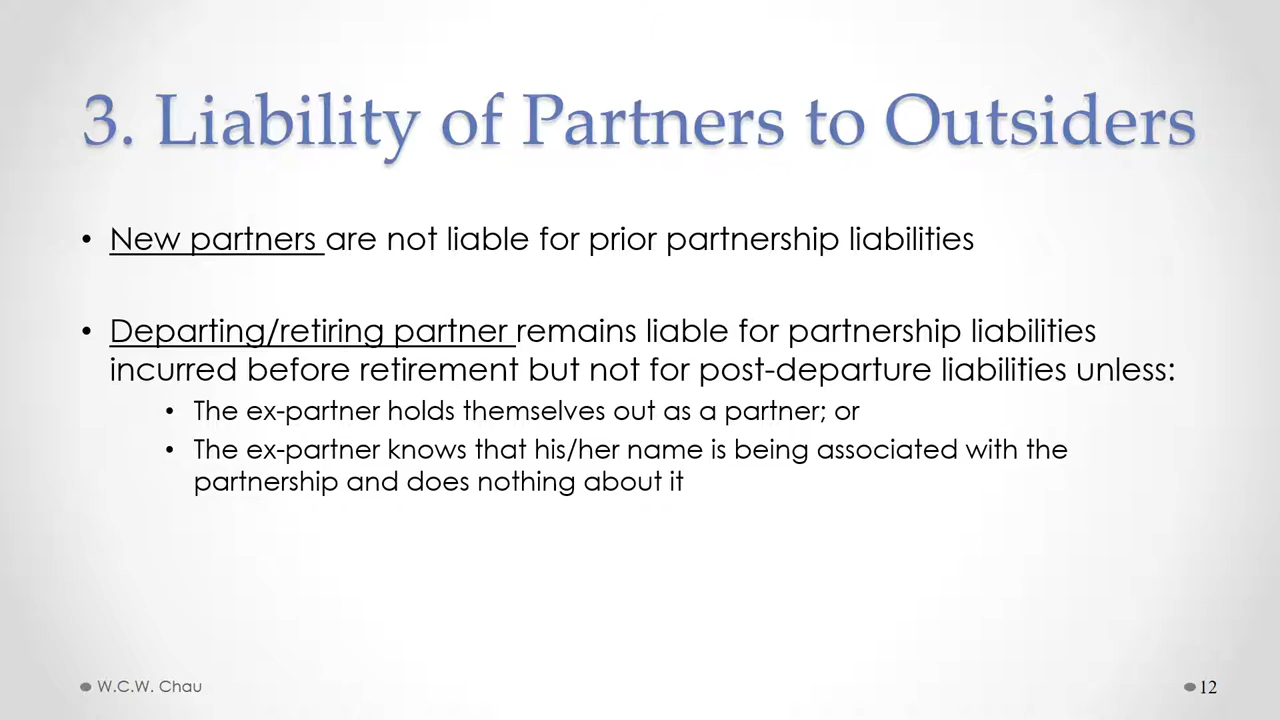 3. Liability of Partners to Outsiders
• New partners are not liable for prior partnership liabilities
• Departing/retiring partner remains liable for partnership liabilities
incurred before retirement but not for post-departure liabilities unless:
• The ex-partner holds themselves out as a partner; or
• The ex-partner knows that his/her name is being associated with the
partnership and does nothing about it
W.C.W. Chau
12